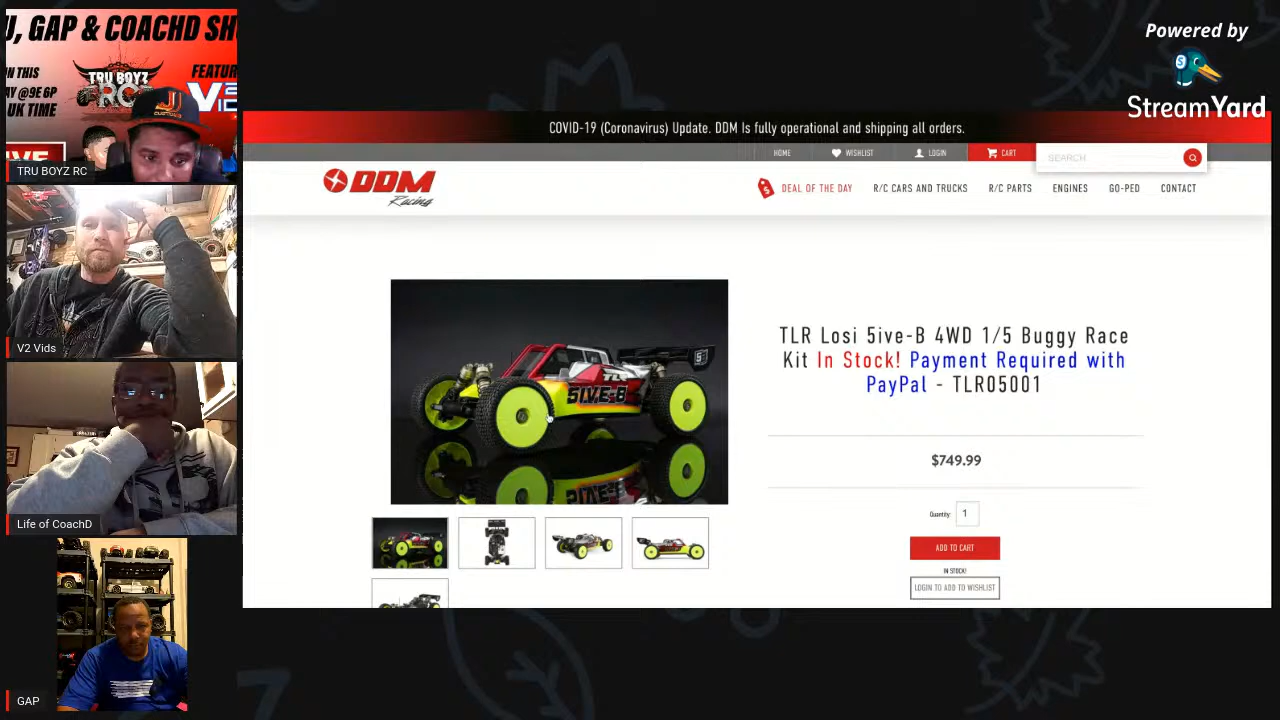 U, GAP & COACHD SH
IN THIS
AY @9E 6P
UK TIME
TRU BOYZ
RC
FEATUR
V2
TRU BOYZ RC
V2 Vids
Life of CoachD
GAP
Powered by
StreamYard
COVID-19 (Coronavirus) Update. DDM Is fully operational and shipping all orders.
HOME
WISHLIST
LOGIN
CART
SEARCH
DDM
Racing
DEAL OF THE DAY
R/C CARS AND TRUCKS
R/C PARTS
ENGINES
GO-PED
CONTACT
5IVE-B
TLR Losi 5ive-B 4WD 1/5 Buggy Race
Kit In Stock! Payment Required with
PayPal - TLR05001
$749.99
Quantity: 1
ADD TO CART
IN STOCK!
LOGIN TO ADD TO WISHLIST